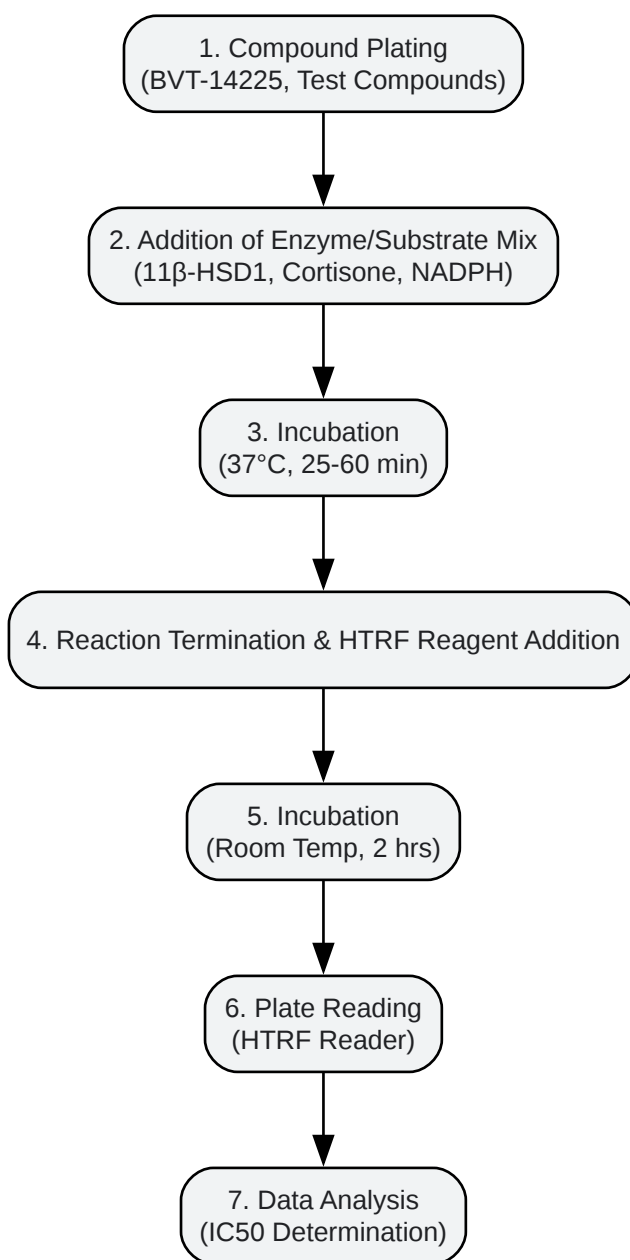 1. Compound Plating
(BVT-14225, Test Compounds)
2. Addition of Enzyme/Substrate Mix
(11β-HSD1, Cortisone, NADPH)
3. Incubation
(37°C, 25-60 min)
4. Reaction Termination & HTRF Reagent Addition
5. Incubation
(Room Temp, 2 hrs)
6. Plate Reading
(HTRF Reader)
7. Data Analysis
(IC50 Determination)